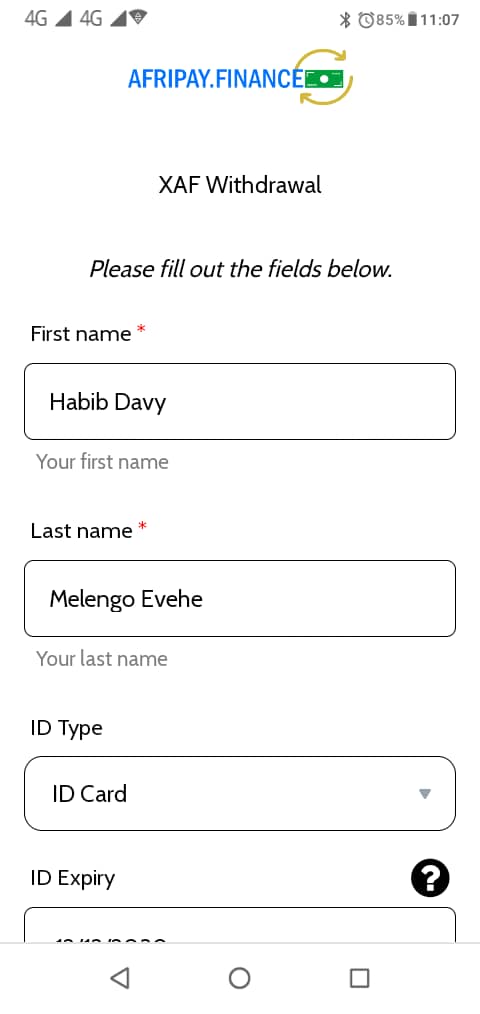 4G 4G 85% 11:07
AFRIPAY.FINANCE
XAF Withdrawal
Please fill out the fields below.
First name *
Habib Davy
Your first name
Last name *
Melengo Evehe
Your last name
ID Type
ID Card
ID Expiry
?